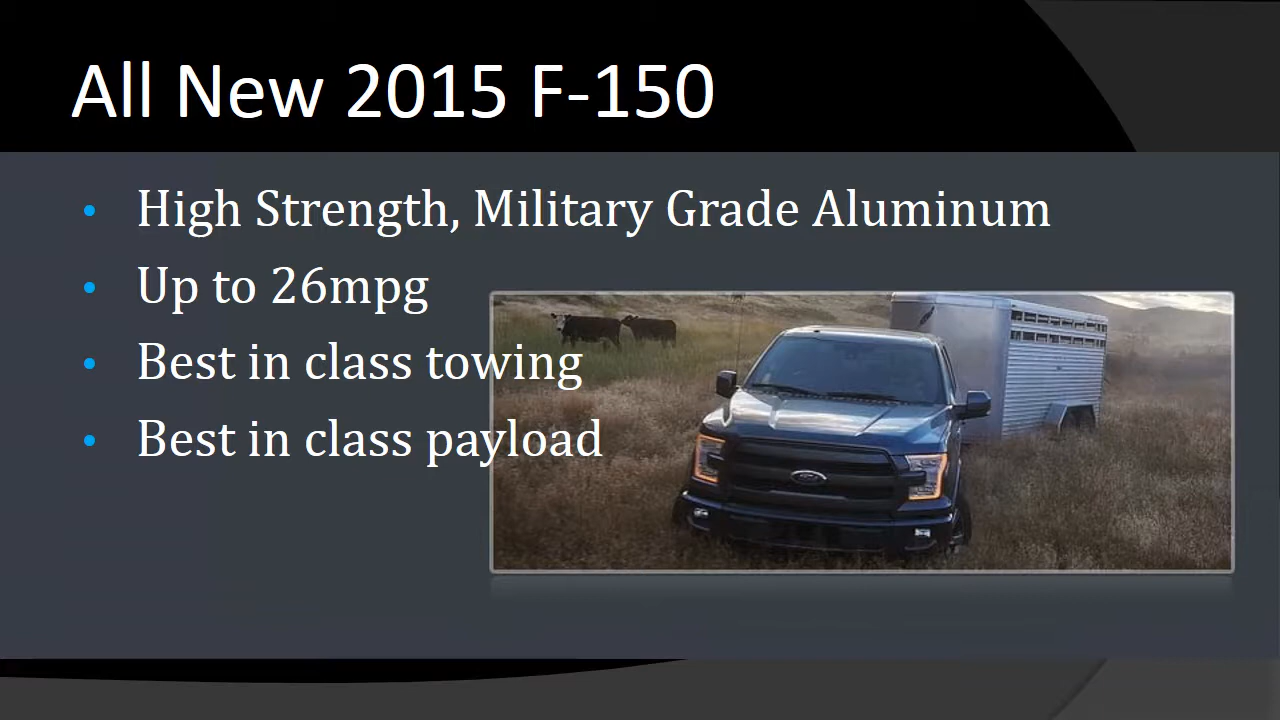 All New 2015 F-150
• High Strength, Military Grade Aluminum
• Up to 26mpg
• Best in class towing
• Best in class payload